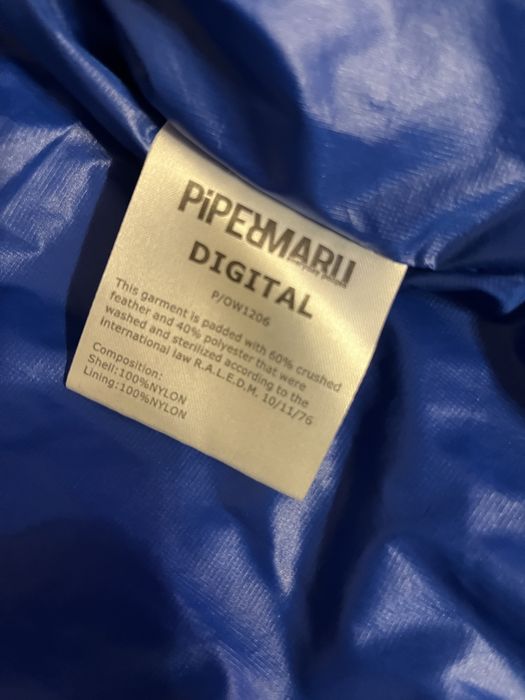 PiPERMARU
DIGITAL
P/OW1206
This garment is padded with 60% crushed
feather and 40% polyester that were
washed and sterilized according to the
international law R.A.L.E.D.M. 10/11/76
Composition:
Shell:100%NYLON
Lining:100%NYLON